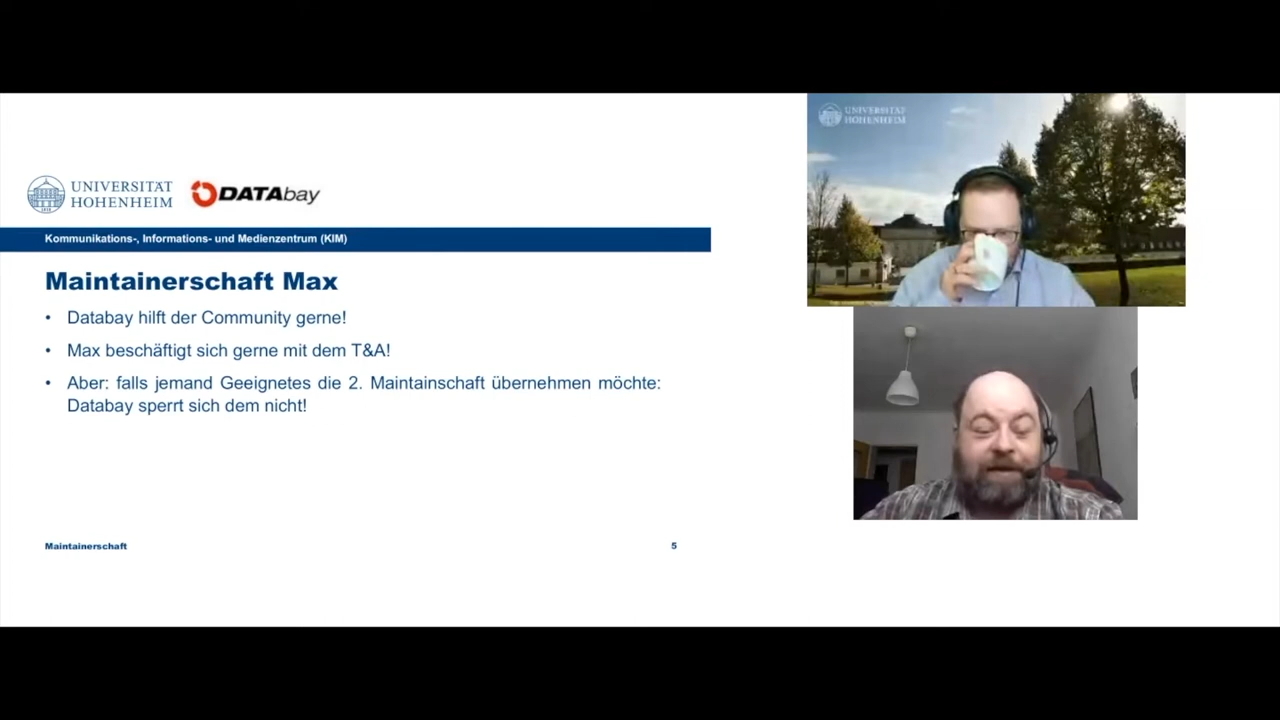 UNIVERSITÄT
HOHENHEIM
DATAbay
Kommunikations-, Informations- und Medienzentrum (KIM)
Maintainerschaft Max
• Databay hilft der Community gerne!
• Max beschäftigt sich gerne mit dem T&A!
• Aber: falls jemand Geeignetes die 2. Maintainschaft übernehmen möchte:
Databay sperrt sich dem nicht!
Maintainerschaft
5
UNIVERSITÄT
HOHENHEIM